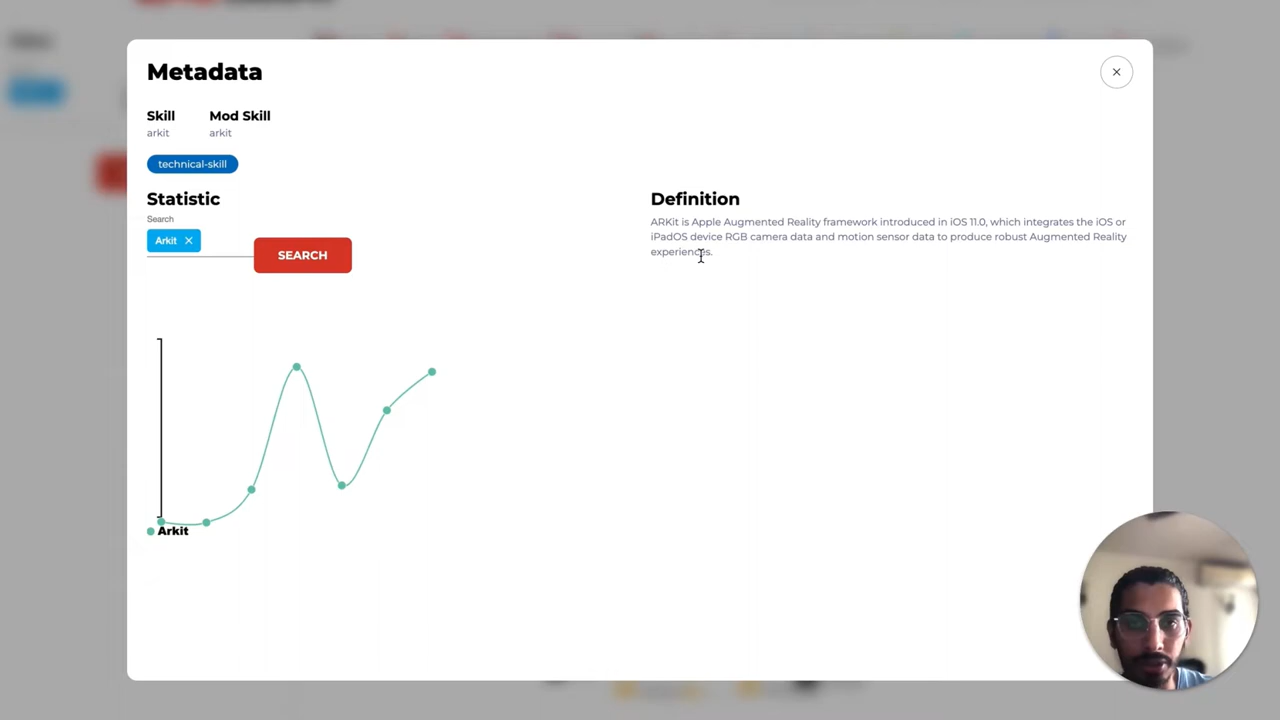 Metadata
Skill Mod Skill
arkit arkit
technical-skill
Statistic
Search
Arkit
SEARCH
Definition
ARKit is Apple Augmented Reality framework introduced in iOS 11.0, which integrates the iOS or
iPadOS device RGB camera data and motion sensor data to produce robust Augmented Reality
experiences.
Arkit